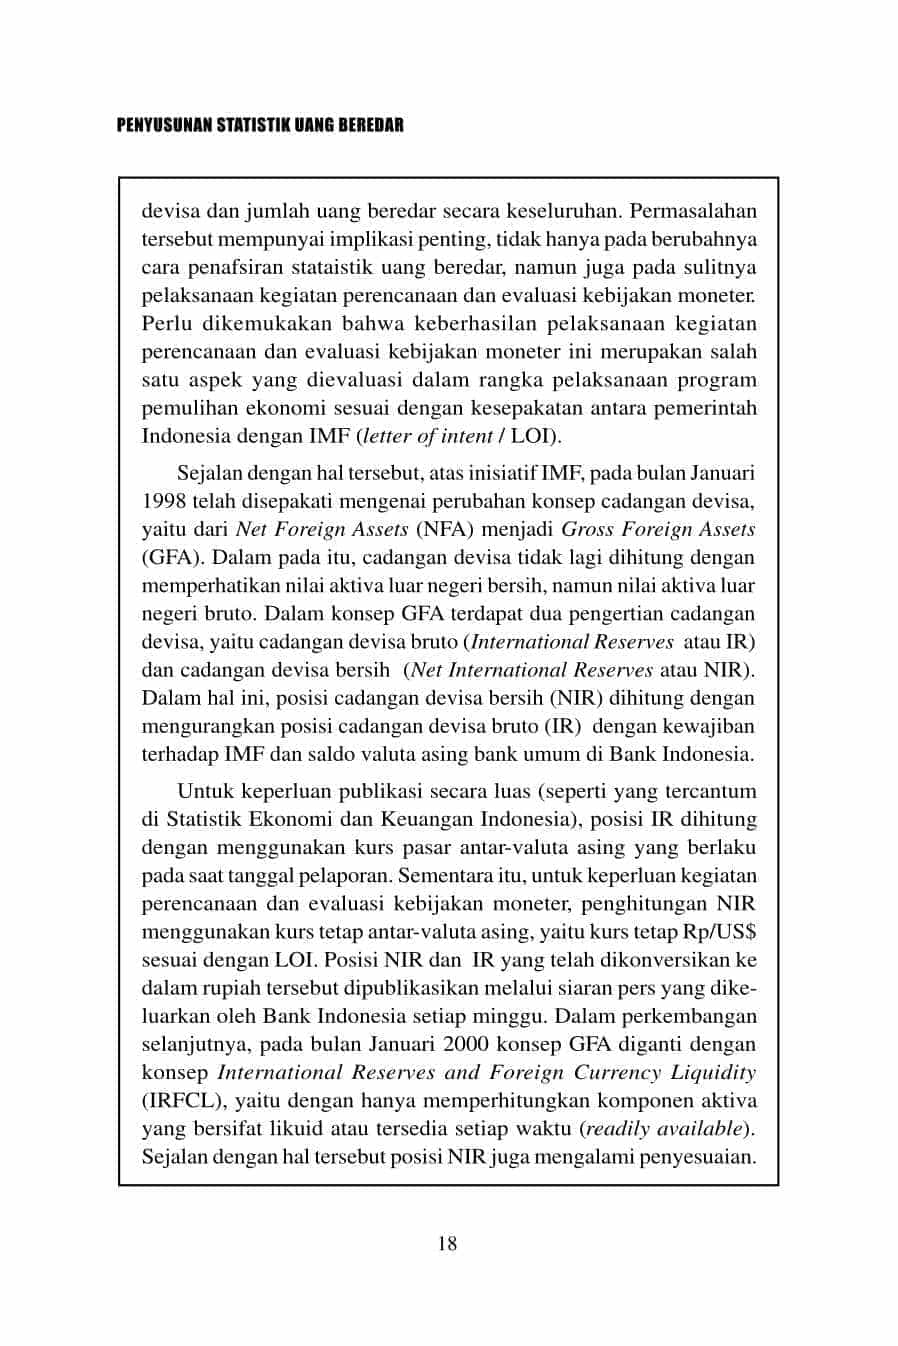 PENYUSUNAN STATISTIK UANG BEREDAR
devisa dan jumlah uang beredar secara keseluruhan. Permasalahan
tersebut mempunyai implikasi penting, tidak hanya pada berubahnya
cara penafsiran stataistik uang beredar, namun juga pada sulitnya
pelaksanaan kegiatan perencanaan dan evaluasi kebijakan moneter.
Perlu dikemukakan bahwa keberhasilan pelaksanaan kegiatan
perencanaan dan evaluasi kebijakan moneter ini merupakan salah
satu aspek yang dievaluasi dalam rangka pelaksanaan program
pemulihan ekonomi sesuai dengan kesepakatan antara pemerintah
Indonesia dengan IMF (letter of intent / LOI).
Sejalan dengan hal tersebut, atas inisiatif IMF, pada bulan Januari
1998 telah disepakati mengenai perubahan konsep cadangan devisa,
yaitu dari Net Foreign Assets (NFA) menjadi Gross Foreign Assets
(GFA). Dalam pada itu, cadangan devisa tidak lagi dihitung dengan
memperhatikan nilai aktiva luar negeri bersih, namun nilai aktiva luar
negeri bruto. Dalam konsep GFA terdapat dua pengertian cadangan
devisa, yaitu cadangan devisa bruto (International Reserves atau IR)
dan cadangan devisa bersih (Net International Reserves atau NIR).
Dalam hal ini, posisi cadangan devisa bersih (NIR) dihitung dengan
mengurangkan posisi cadangan devisa bruto (IR) dengan kewajiban
terhadap IMF dan saldo valuta asing bank umum di Bank Indonesia.
Untuk keperluan publikasi secara luas (seperti yang tercantum
di Statistik Ekonomi dan Keuangan Indonesia), posisi IR dihitung
dengan menggunakan kurs pasar antar-valuta asing yang berlaku
pada saat tanggal pelaporan. Sementara itu, untuk keperluan kegiatan
perencanaan dan evaluasi kebijakan moneter, penghitungan NIR
menggunakan kurs tetap antar-valuta asing, yaitu kurs tetap Rp/US$
sesuai dengan LOI. Posisi NIR dan IR yang telah dikonversikan ke
dalam rupiah tersebut dipublikasikan melalui siaran pers yang dike-
luarkan oleh Bank Indonesia setiap minggu. Dalam perkembangan
selanjutnya, pada bulan Januari 2000 konsep GFA diganti dengan
konsep International Reserves and Foreign Currency Liquidity
(IRFCL), yaitu dengan hanya memperhitungkan komponen aktiva
yang bersifat likuid atau tersedia setiap waktu (readily available).
Sejalan dengan hal tersebut posisi NIR juga mengalami penyesuaian.
18